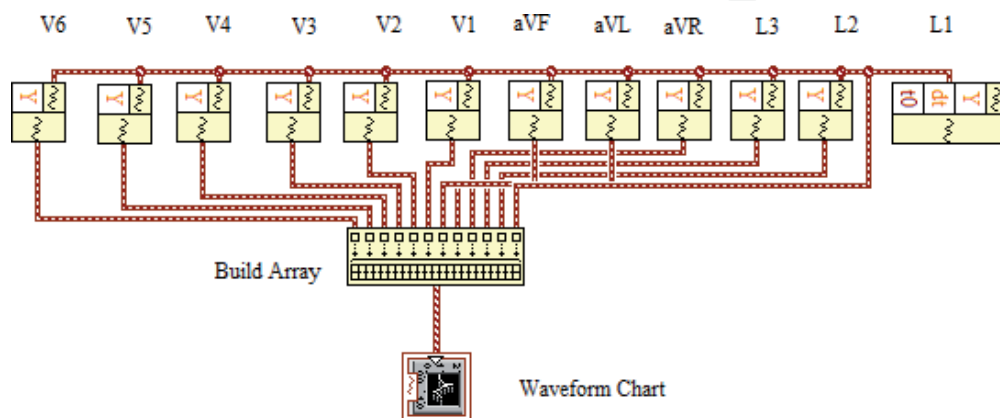 V6 V5 V4 V3 V2 V1 aVF aVL aVR L3 L2 L1
Y Y Y Y Y Y Y Y Y Y Y t0 dt Y
Build Array
Waveform Chart